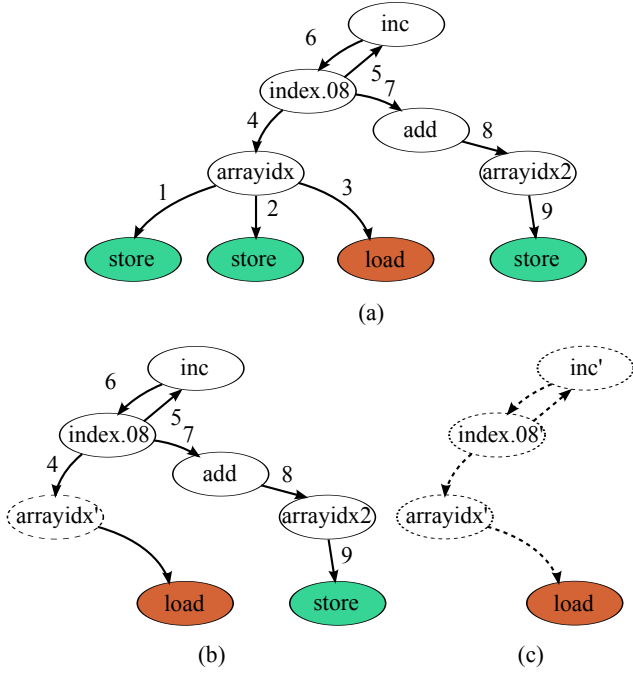 inc
6
5
index.08
7
4
add
8
arrayidx
arrayidx2
1
2
3
9
store
store
load
store
(a)
inc
6
5
index.08
7
4
add
8
arrayidx'
arrayidx2
9
load
store
(b)
inc'
index.08'
arrayidx'
load
(c)